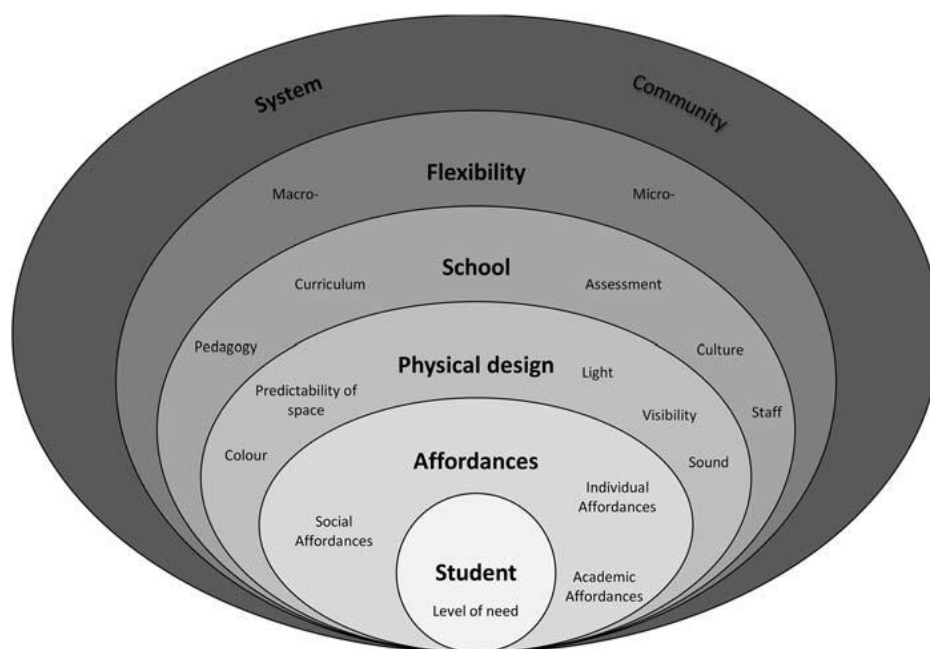 System
Community
Flexibility
Macro-
Micro-
School
Curriculum
Assessment
Pedagogy
Culture
Physical design
Light
Predictability of
space
Visibility
Staff
Colour
Sound
Affordances
Individual
Affordances
Social
Affordances
Student
Academic
Affordances
Level of need